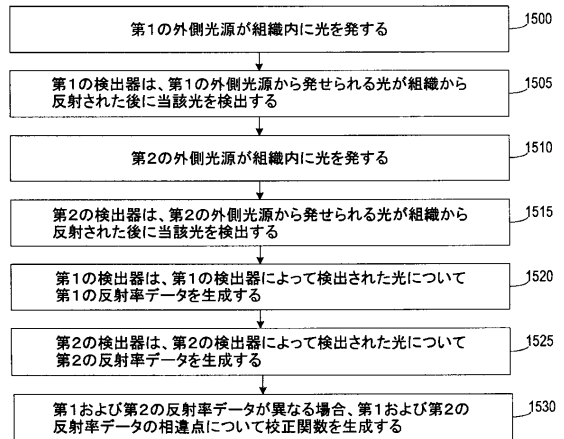 第1の外側光源が組織内に光を発する
1500
第1の検出器は、第1の外側光源から発せられる光が組織から
反射された後に当該光を検出する
1505
第2の外側光源が組織内に光を発する
1510
第2の検出器は、第2の外側光源から発せられる光が組織から
反射された後に当該光を検出する
1515
第1の検出器は、第1の検出器によって検出された光について
第1の反射率データを生成する
1520
第2の検出器は、第2の検出器によって検出された光について
第2の反射率データを生成する
1525
第1および第2の反射率データが異なる場合、第1および第2の
反射率データの相違点について校正関数を生成する
1530